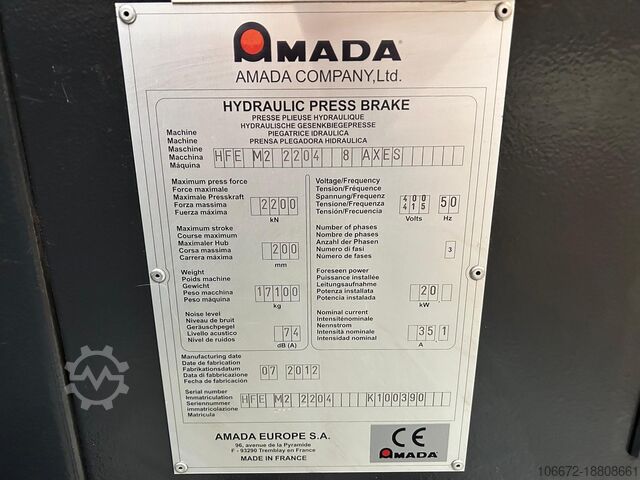 AMADA
AMADA COMPANY,Ltd.
HYDRAULIC PRESS BRAKE
PRESSE PLIEUSE HYDRAULIQUE
HYDRAULISCHE GESENKBIEGEPRESSE
PIEGATRICE IDRAULICA
PRENSA PLEGADORA HIDRAULICA
Machine
Machine
Maschine
Macchina
Máquina
HFE M2 2204 8 AXES
Maximum press force
Force maximale
Maximale Presskraft
Forza massima
Fuerza máxima
2200
kN
Maximum stroke
Course maximum
Maximaler Hub
Corsa massima
Carrera máxima
200
mm
Weight
Poids machine
Gewicht
Peso macchina
Peso máquina
17100
kg
Noise level
Niveau de bruit
Geräuschpegel
Livello acustico
Nivel de ruidos
74
dB (A)
Voltage/Frequency
Tension/Fréquence
Spannung/Frequenz
Tensione/Frequenza
Tensión/Frecuencia
400
415
Volts
50
Hz
Number of phases
Nombre de phases
Anzahl der Phasen
Numero di fasi
Número de fases
3
Foreseen power
Puissance installée
Leitungsaufnahme
Potenza installata
Potencia instalada
20
kW
Nominal current
Intensiténominale
Nennstrom
Intensità nominale
Intensidad nominal
351
A
Manufacturing date
Date de fabrication
Fabrikationsdatum
Data di fabbricazione
Fecha de fabricación
07 2012
Serial number
Immatriculation
Seriennummer
immatricolazione
Matricula
HFE M2 2204 K100390
AMADA EUROPE S.A.
96, avenue de la Pyramide
F - 93290 Tremblay en France
MADE IN FRANCE
CE
AMADA
106672-18808661